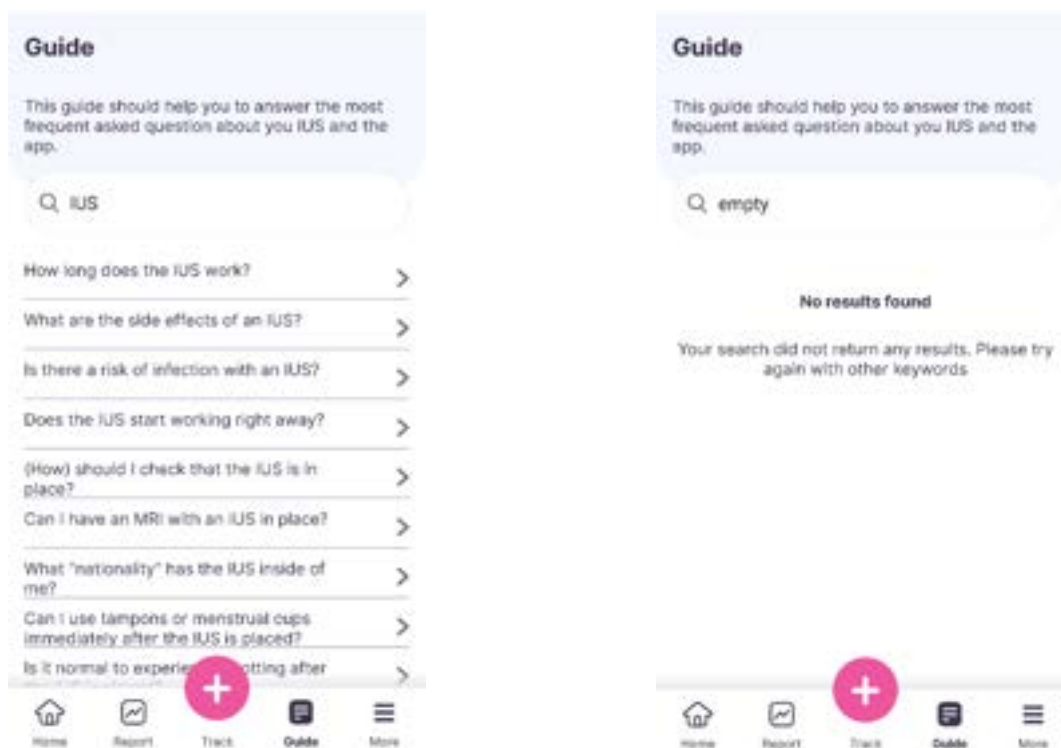 Guide
This guide should help you to answer the most
frequent asked question about you IUS and the
app.
IUS
How long does the IUS work?
What are the side effects of an IUS?
Is there a risk of infection with an IUS?
Does the IUS start working right away?
(How) should I check that the IUS is in
place?
Can I have an MRI with an IUS in place?
What "nationality" has the IUS inside of
me?
Can I use tampons or menstrual cups
immediately after the IUS is placed?
Is it normal to experie otting after
Home Report Track Guide More
Guide
This guide should help you to answer the most
frequent asked question about you IUS and the
app.
empty
No results found
Your search did not return any results. Please try
again with other keywords
Home Report Track Guide More